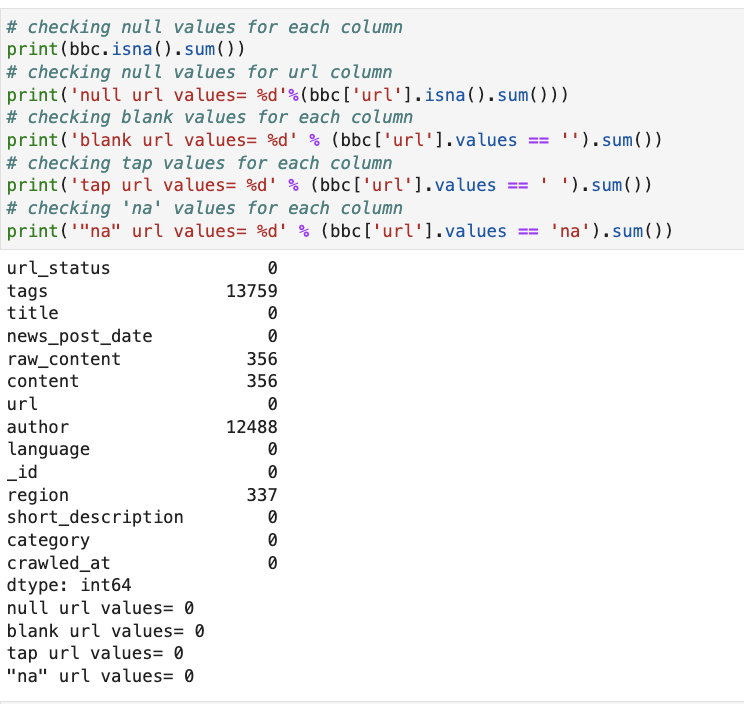 # checking null values for each column
print(bbc.isna().sum())
# checking null values for url column
print('null url values= %d'%(bbc['url'].isna().sum()))
# checking blank values for each column
print('blank url values= %d' % (bbc['url'].values == '').sum())
# checking tap values for each column
print('tap url values= %d' % (bbc['url'].values == ' ').sum())
# checking 'na' values for each column
print('"na" url values= %d' % (bbc['url'].values == 'na').sum())
url_status 0
tags 13759
title 0
news_post_date 0
raw_content 356
content 356
url 0
author 12488
language 0
_id 0
region 337
short_description 0
category 0
crawled_at 0
dtype: int64
null url values= 0
blank url values= 0
tap url values= 0
"na" url values= 0